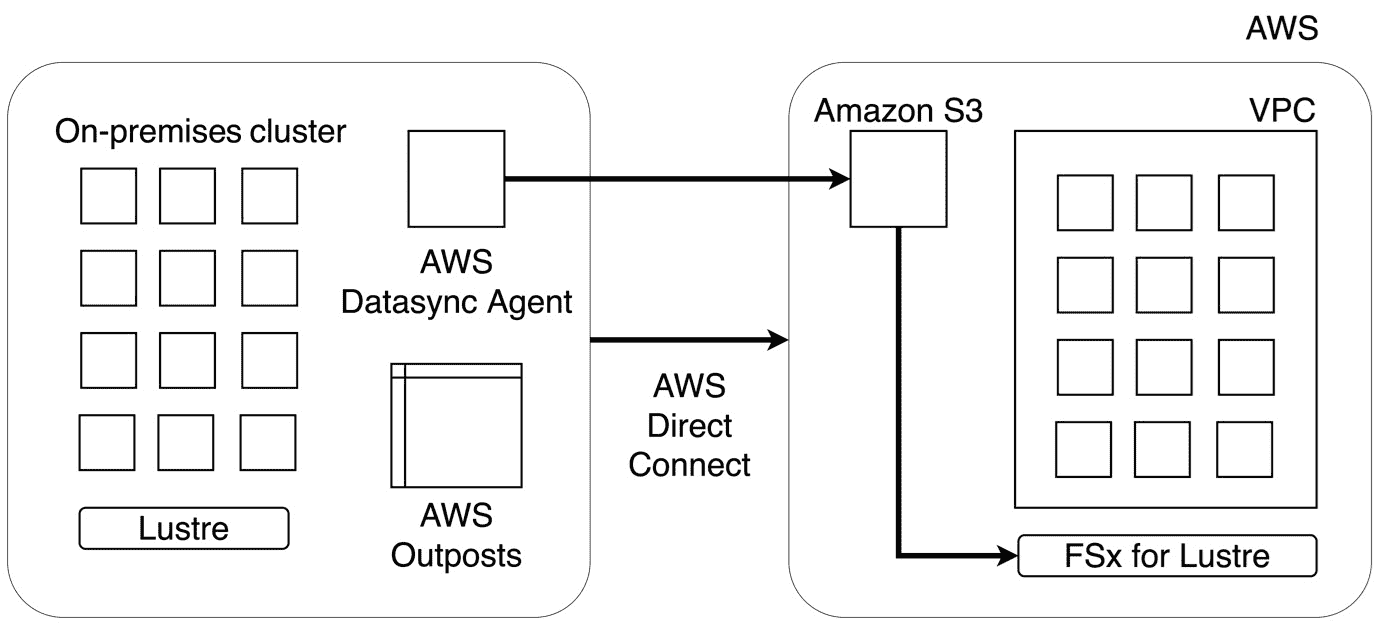 AWS
On-premises cluster
AWS
Datasync Agent
AWS
Outposts
Lustre
AWS
Direct
Connect
Amazon S3
VPC
FSx for Lustre